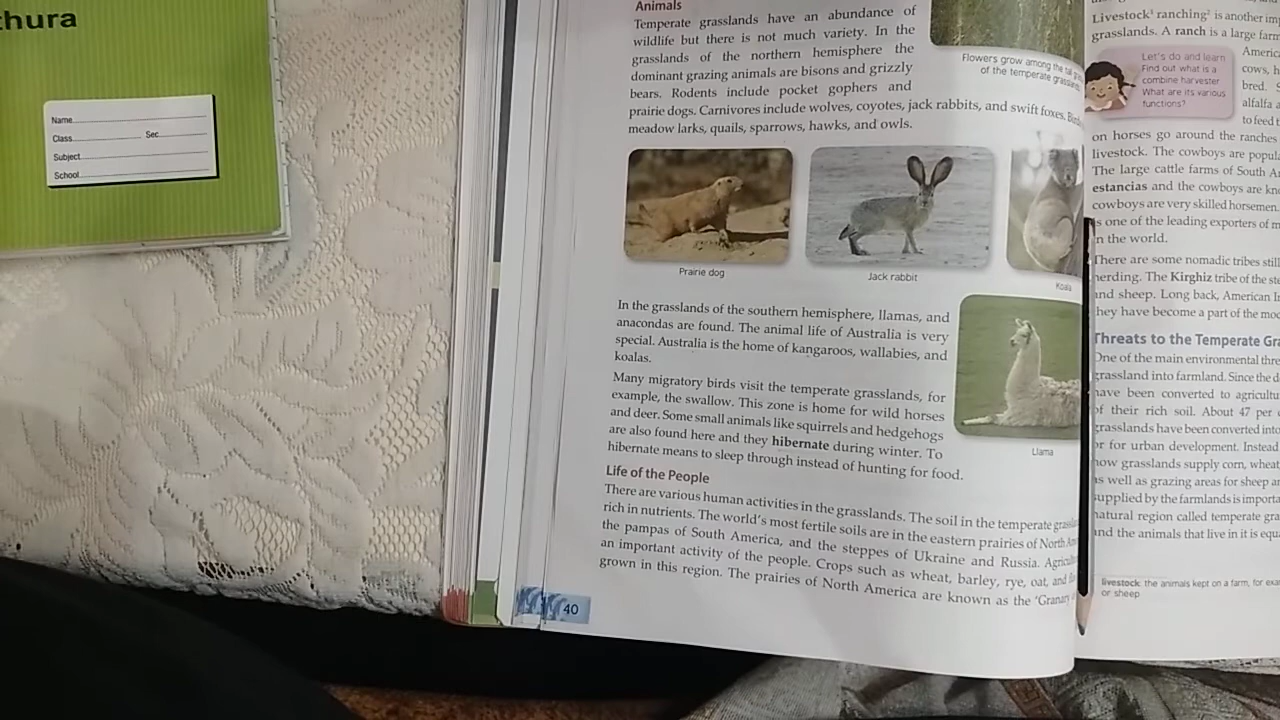 hura
Name
Class Sec
Subject
School
Animals
Temperate grasslands have an abundance of
wildlife but there is not much variety. In the
grasslands of the northern hemisphere the
dominant grazing animals are bisons and grizzly
bears. Rodents include pocket gophers and
prairie dogs. Carnivores include wolves, coyotes, jack rabbits, and swift foxes.
meadow larks, quails, sparrows, hawks, and owls.
Flowers grow among the tall
of the temperate
Prairie dog
Jack rabbit
Koala
In the grasslands of the southern hemisphere, llamas, and
anacondas are found. The animal life of Australia is very
special. Australia is the home of kangaroos, wallabies, and
koalas.
Many migratory birds visit the temperate grasslands, for
example, the swallow. This zone is home for wild horses
and deer. Some small animals like squirrels and hedgehogs
are also found here and they hibernate during winter. To
hibernate means to sleep through instead of hunting for food.
Llama
Life of the People
There are various human activities in the grasslands. The soil in the temperate
rich in nutrients. The world's most fertile soils are in the eastern prairies of North
the pampas of South America, and the steppes of Ukraine and Russia.
an important activity of the people. Crops such as wheat, barley, rye, oat, and
grown in this region. The prairies of North America are known as the 'Granary
40
Livestock¹ ranching² is another
grasslands. A ranch is a large
Let's do and learn
Find out what is a
combine harvester
What are its various
functions?
cows,
bred.
alfalfa
to feed
on horses go around the ranches
livestock. The cowboys are
The large cattle farms of South
estancias and the cowboys are
cowboys are very skilled horsemen.
is one of the leading exporters of
in the world.
There are some nomadic tribes
herding. The Kirghiz tribe of the
and sheep. Long back, American
they have become a part of the
Threats to the Temperate
One of the main environmental
grassland into farmland. Since the
have been converted to
of their rich soil. About 47 per
grasslands have been converted into
or for urban development. Instead
now grasslands supply corn,
as well as grazing areas for sheep
supplied by the farmlands is
natural region called temperate
and the animals that live in it is
livestock: the animals kept on a farm, for
or sheep